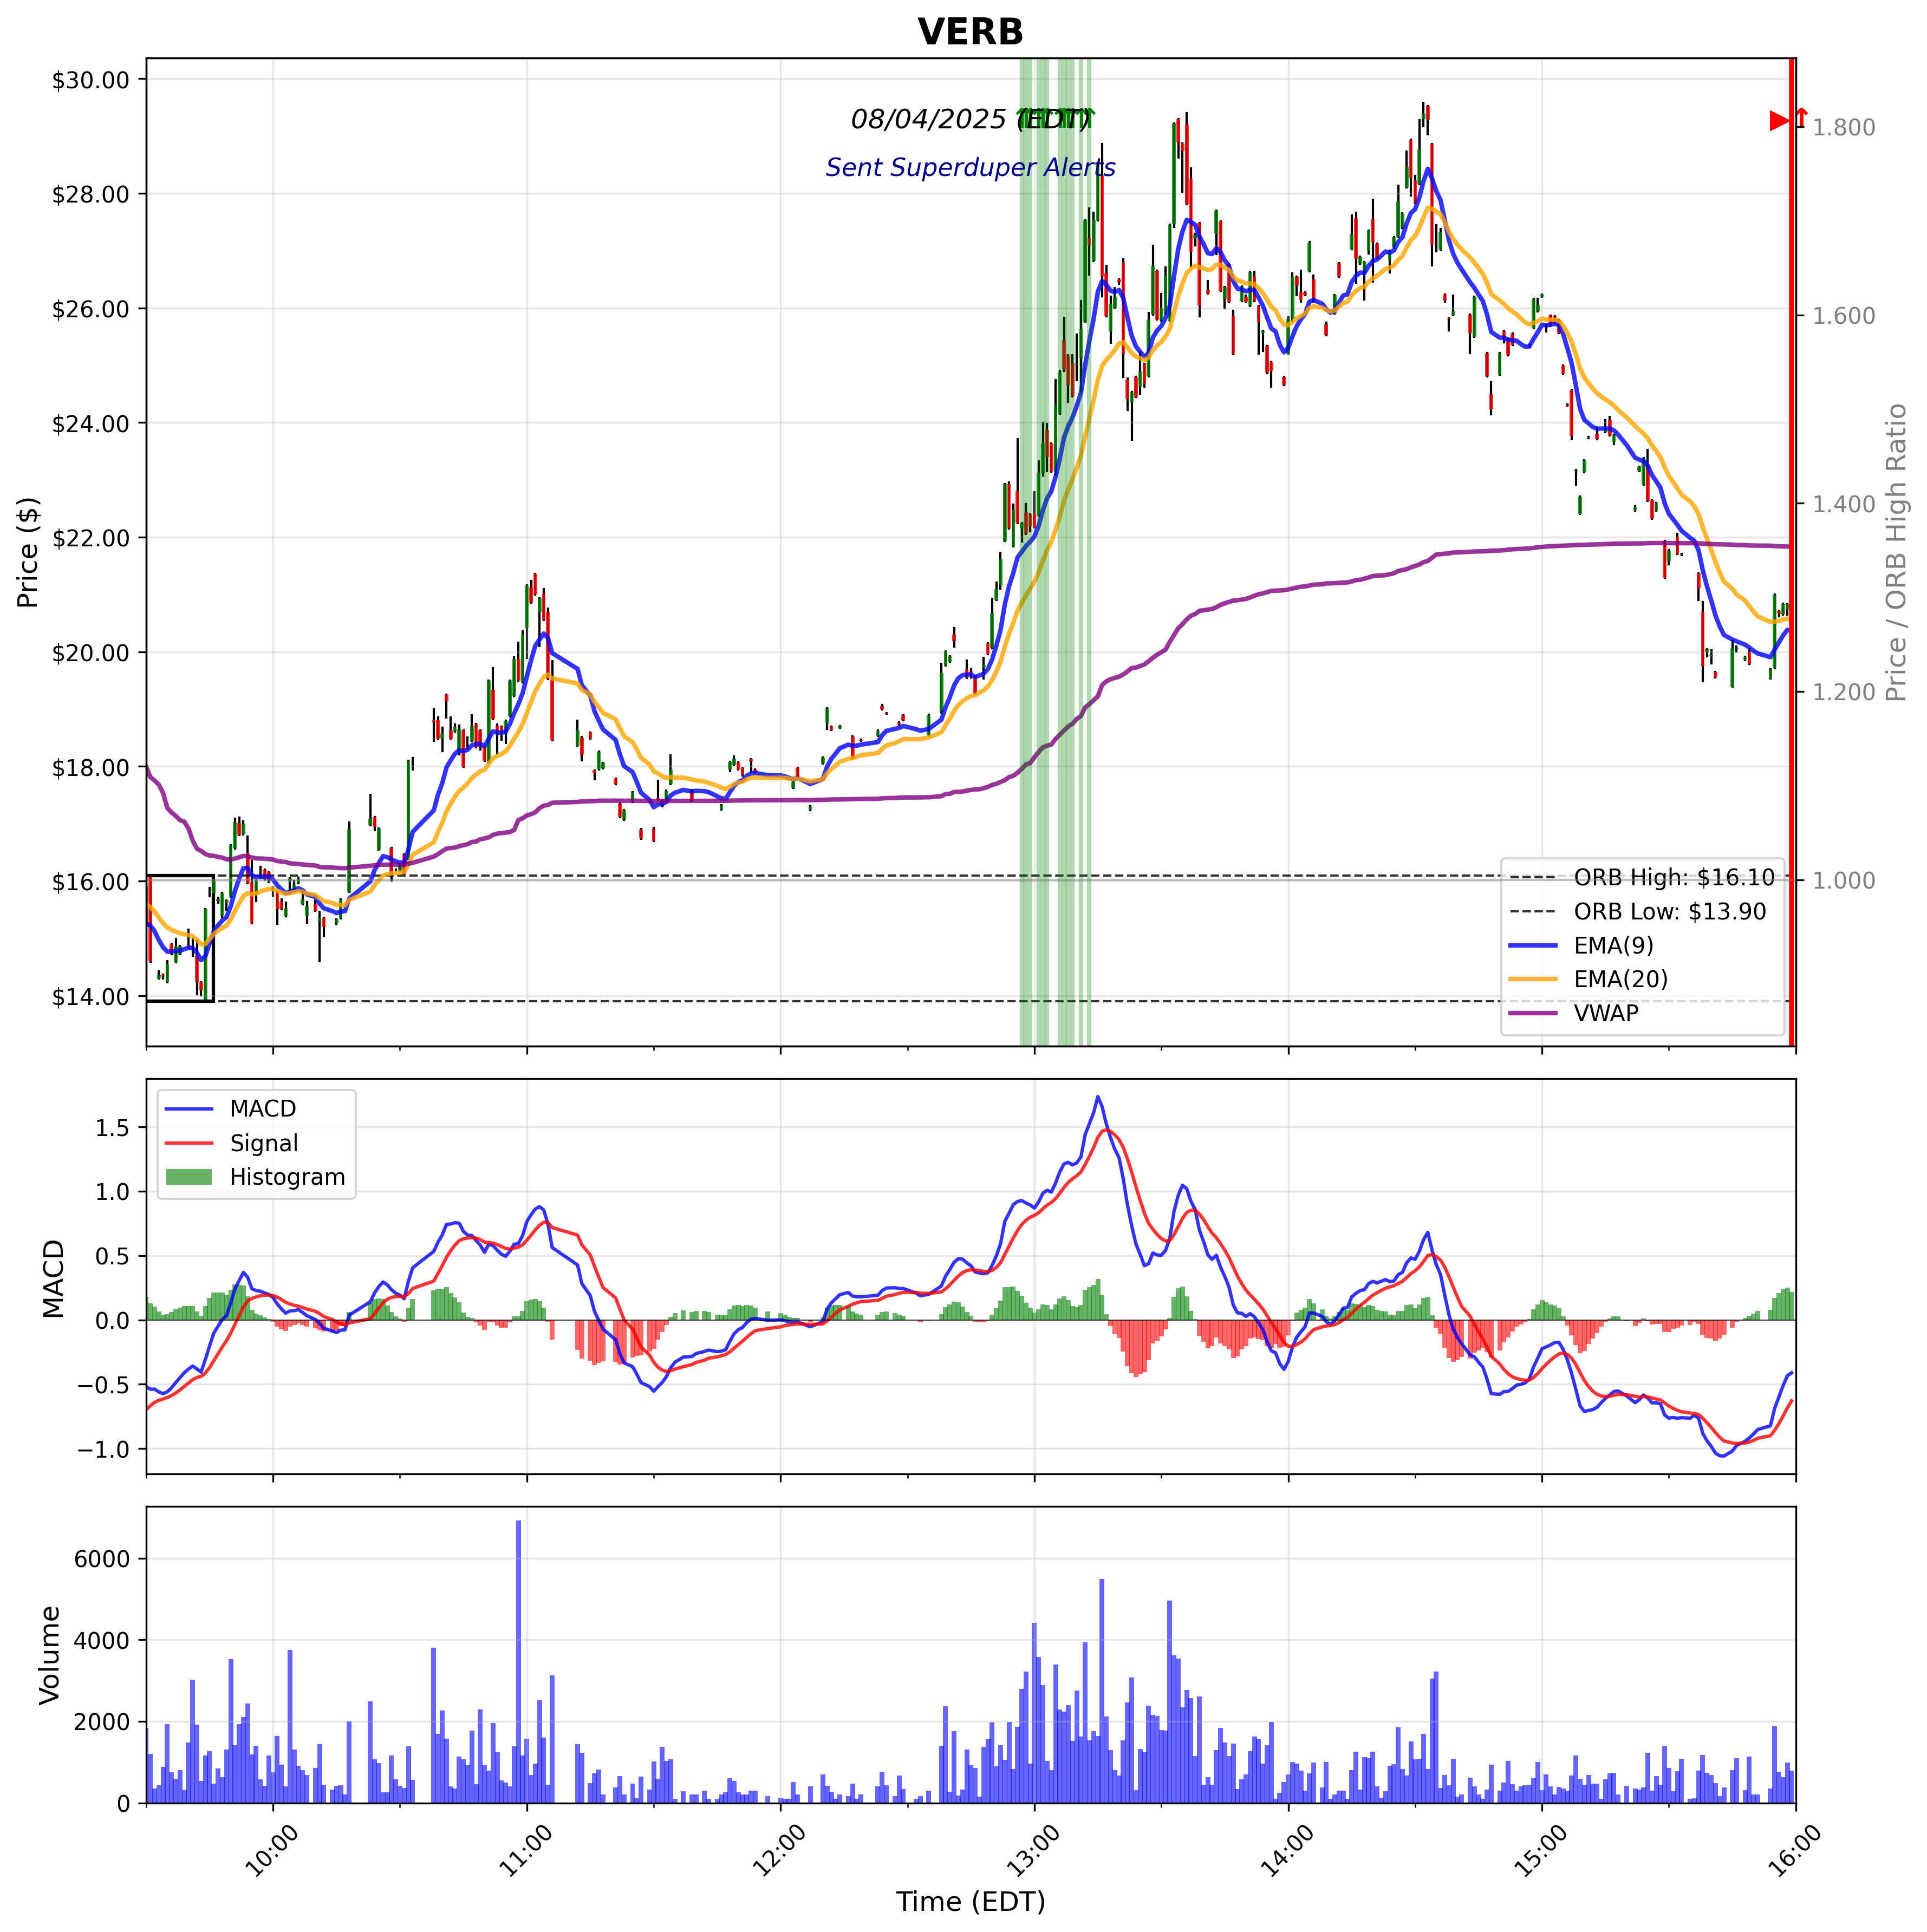 VERB
$30.00
$28.00
$26.00
$24.00
$22.00
$20.00
$18.00
$16.00
$14.00
Price ($)
08/04/2025 (EDT)
Sent Superduper Alerts
1.800
1.600
1.400
1.200
1.000
Price / ORB High Ratio
ORB High: $16.10
ORB Low: $13.90
EMA(9)
EMA(20)
VWAP
MACD
Signal
Histogram
1.5
1.0
0.5
0.0
−0.5
−1.0
MACD
6000
4000
2000
0
Volume
10:00
11:00
12:00
13:00
14:00
15:00
16:00
Time (EDT)